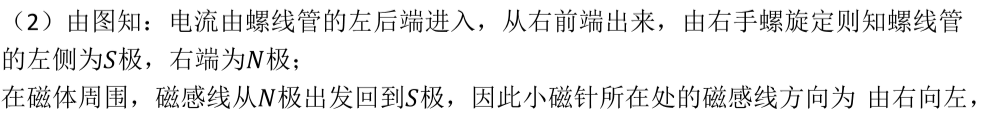 （2）由图知：电流由螺线管的左后端进入，从右前端出来，由右手螺旋定则知螺线管
的左侧为S极，右端为N极；
在磁体周围，磁感线从N极出发回到S极，因此小磁针所在处的磁感线方向为 由右向左，